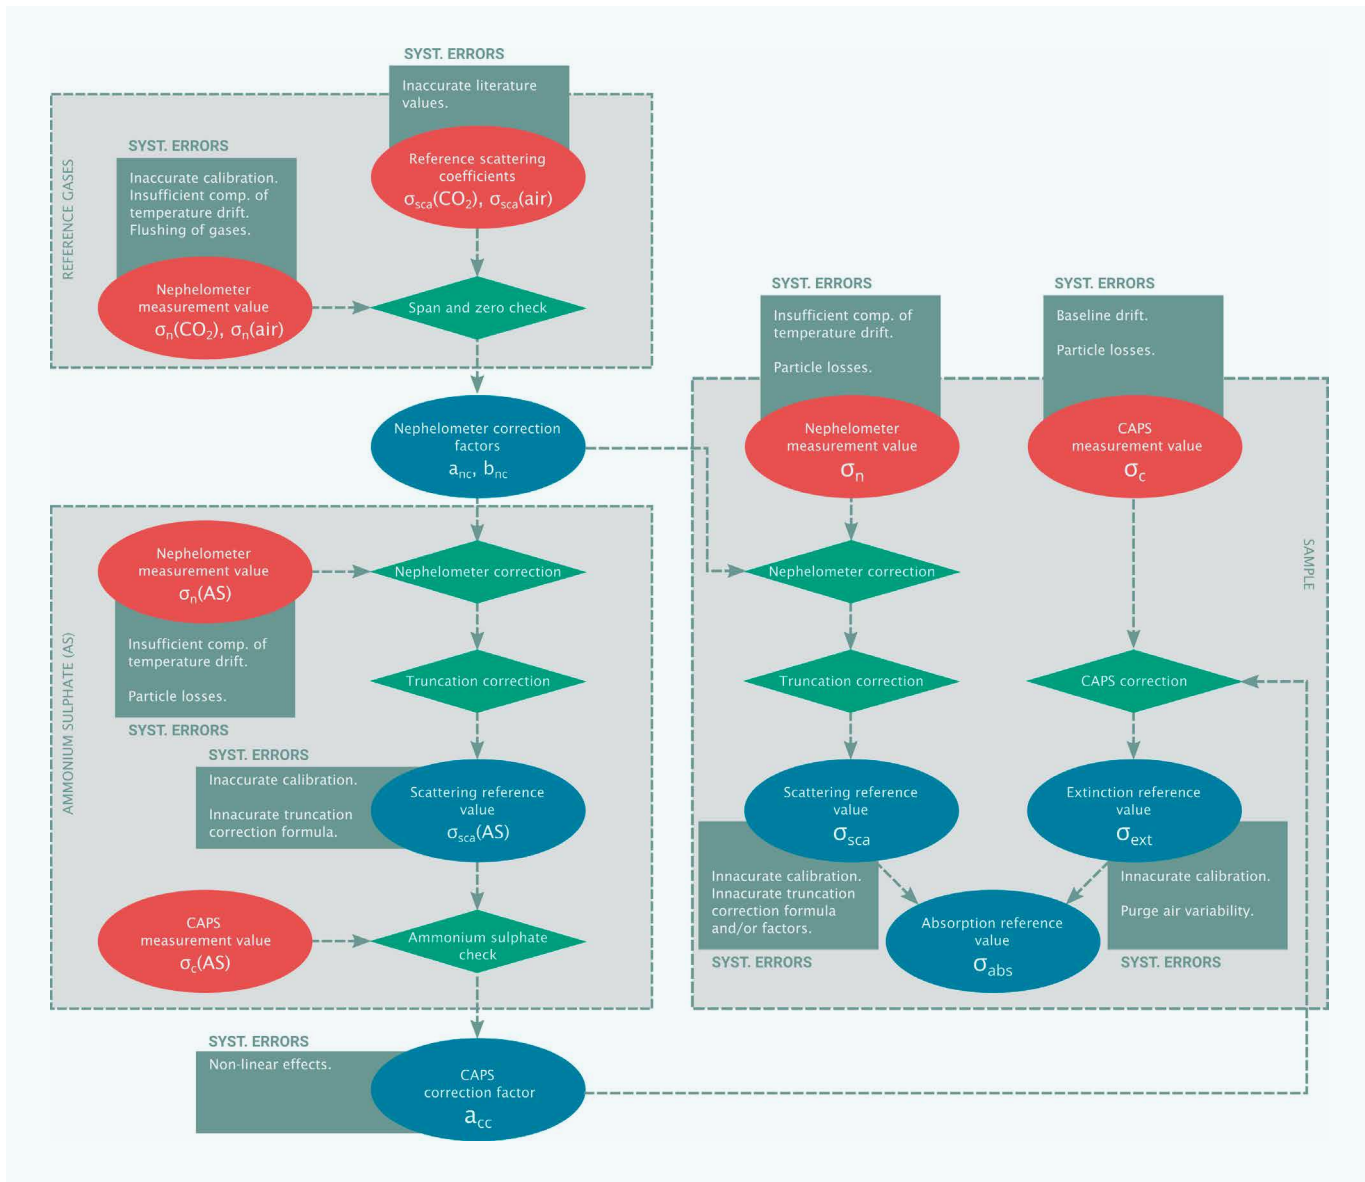 SYST. ERRORS
Inaccurate literature
values.
REFERENCE GASES
SYST. ERRORS
Inaccurate calibration.
Insufficient comp. of
temperature drift.
Flushing of gases.
Reference scattering
coefficients
σsca(CO2), σsca(air)
Nephelometer
measurement value
σn(CO2), σn(air)
Span and zero check
Nephelometer correction
factors
anc, bnc
AMMONIUM SULPHATE (AS)
Nephelometer
measurement value
σn(AS)
Insufficient comp. of
temperature drift.
Particle losses.
SYST. ERRORS
Nephelometer correction
Truncation correction
SYST. ERRORS
Inaccurate calibration.
Innacurate truncation
correction formula.
Scattering reference
value
σsca(AS)
CAPS
measurement value
σc(AS)
Ammonium sulphate
check
SYST. ERRORS
Non-linear effects.
CAPS
correction factor
acc
SYST. ERRORS
Insufficient comp. of
temperature drift.
Particle losses.
Nephelometer
measurement value
σn
SYST. ERRORS
Baseline drift.
Particle losses.
CAPS
measurement value
σc
SAMPLE
Nephelometer correction
Truncation correction
CAPS correction
Scattering reference
value
σsca
Extinction reference
value
σext
Innacurate calibration.
Innacurate truncation
correction formula
and/or factors.
SYST. ERRORS
Absorption reference
value
σabs
Innacurate calibration.
Purge air variability.
SYST. ERRORS